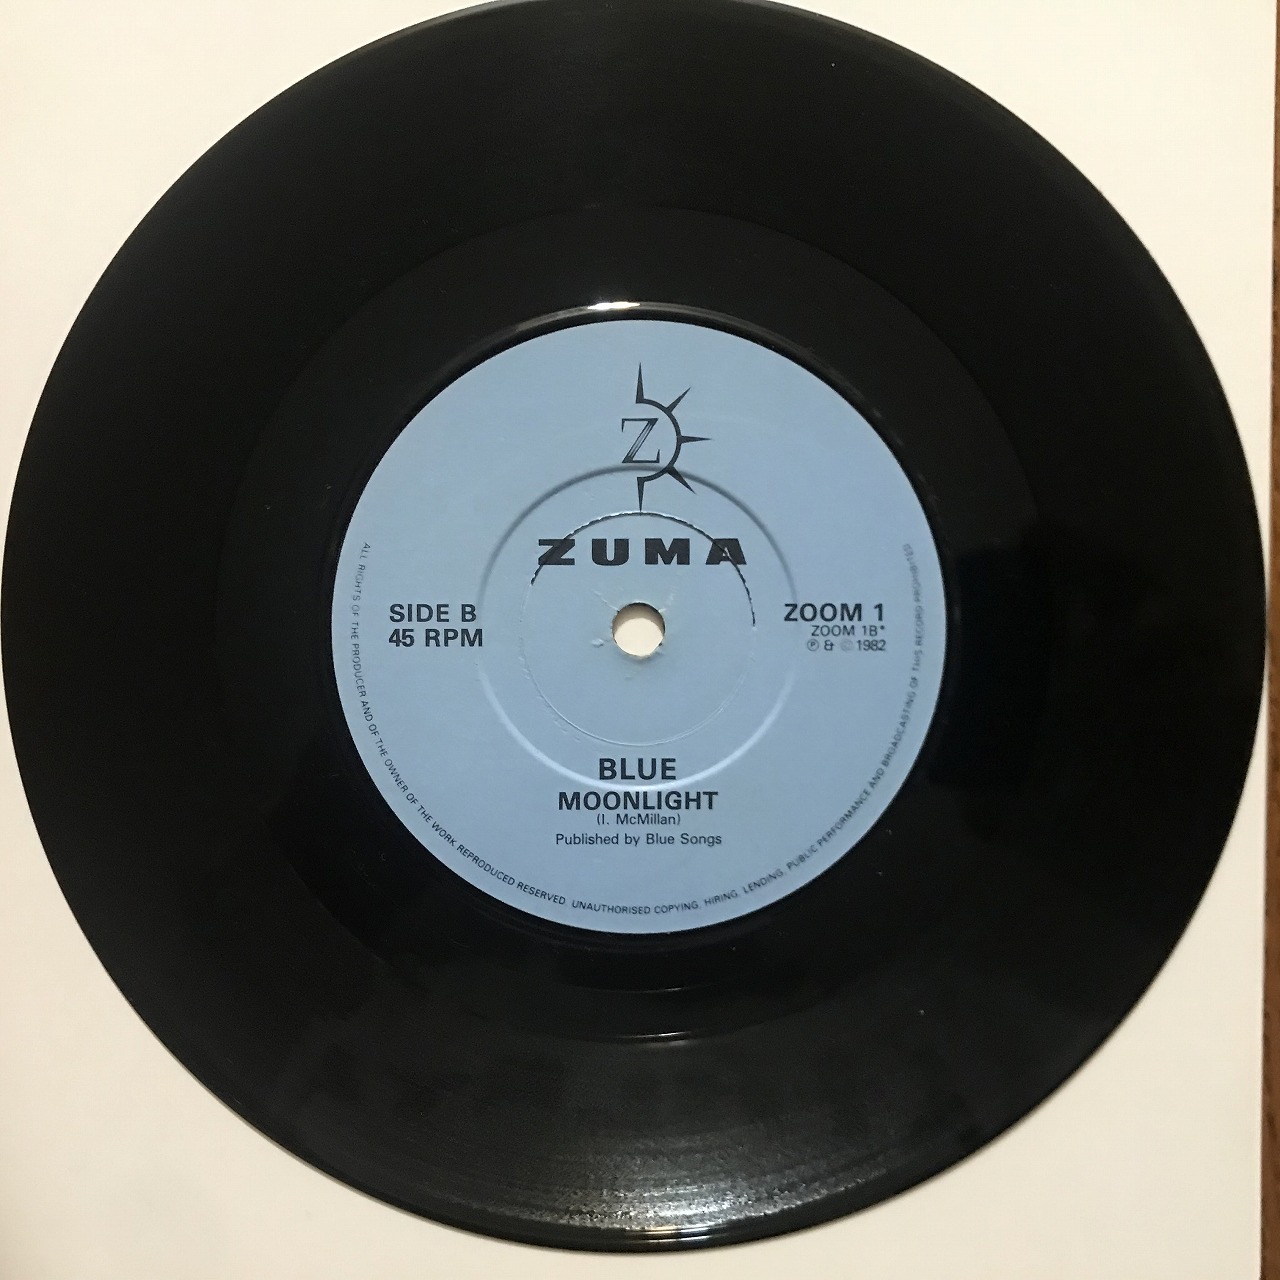 Z
ZUMA
SIDE B
45 RPM
ZOOM 1
ZOOM 1B*
℗ & © 1982
BLUE
MOONLIGHT
(I. McMillan)
Published by Blue Songs
ALL RIGHTS OF THE PRODUCER AND OF THE OWNER OF THE WORK REPRODUCED RESERVED. UNAUTHORISED COPYING, HIRING, LENDING, PUBLIC PERFORMANCE AND BROADCASTING OF THIS RECORD PROHIBITED